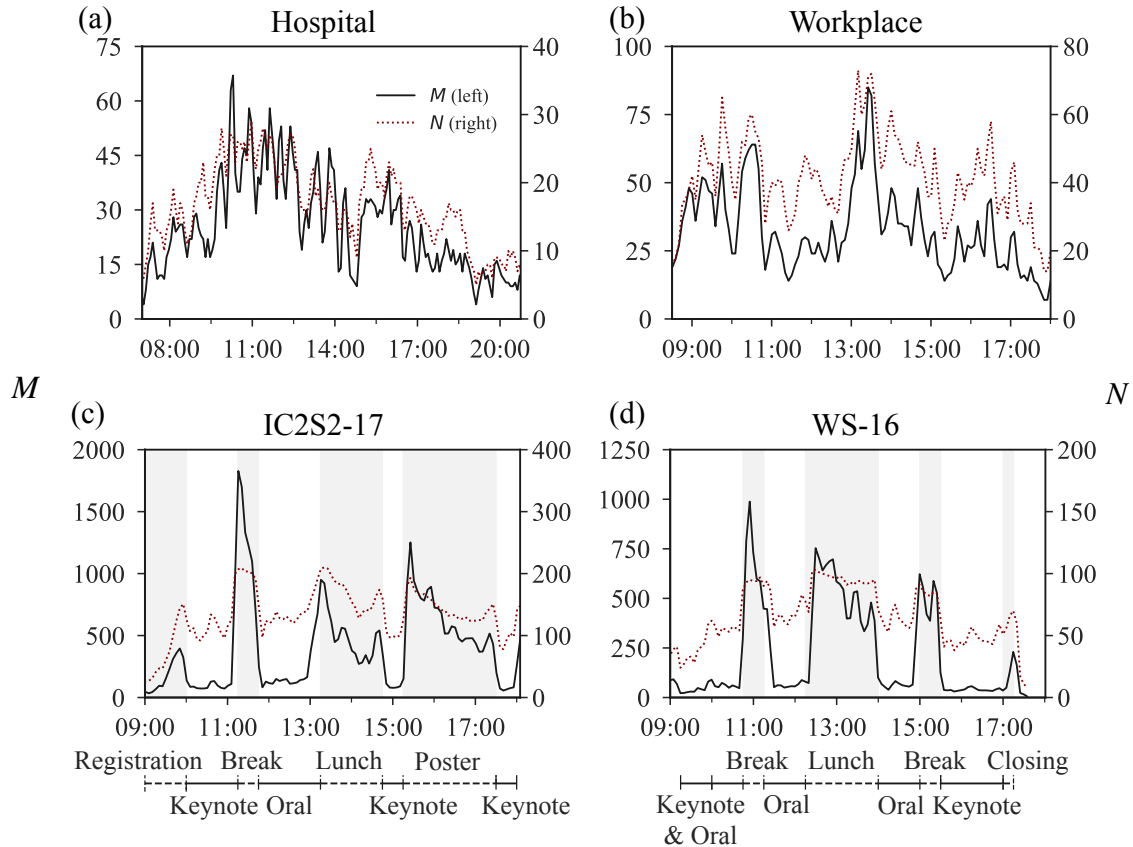 (a) Hospital
(b) Workplace
75
60
45
30
15
0
40
30
20
10
0
M (left)
N (right)
08:00 11:00 14:00 17:00 20:00
100
75
50
25
0
80
60
40
20
0
09:00 11:00 13:00 15:00 17:00
M
N
(c) IC2S2-17
(d) WS-16
2000
1500
1000
500
0
400
300
200
100
0
09:00 11:00 13:00 15:00 17:00
Registration Break Lunch Poster
Keynote Oral Keynote Keynote
1250
1000
750
500
250
0
200
150
100
50
0
09:00 11:00 13:00 15:00 17:00
Break Lunch Break Closing
Keynote Oral Oral Keynote
& Oral